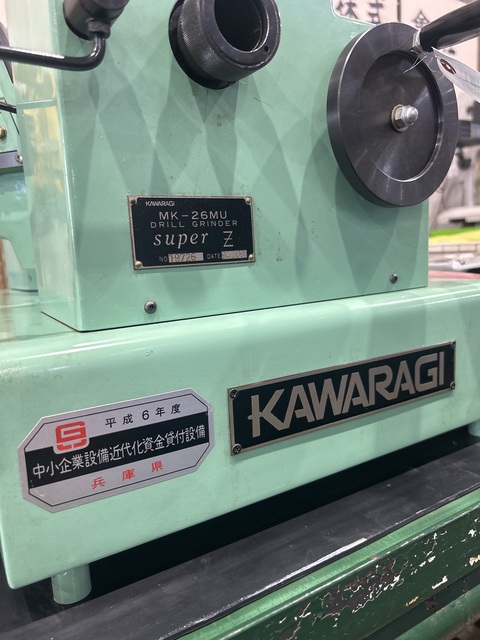 KAWARAGI
MK-26MU
DRILL GRINDER
super Z
NO 19726 DATE
KAWARAGI
平成6年度
中小企業設備近代化資金貸付設備
兵庫県